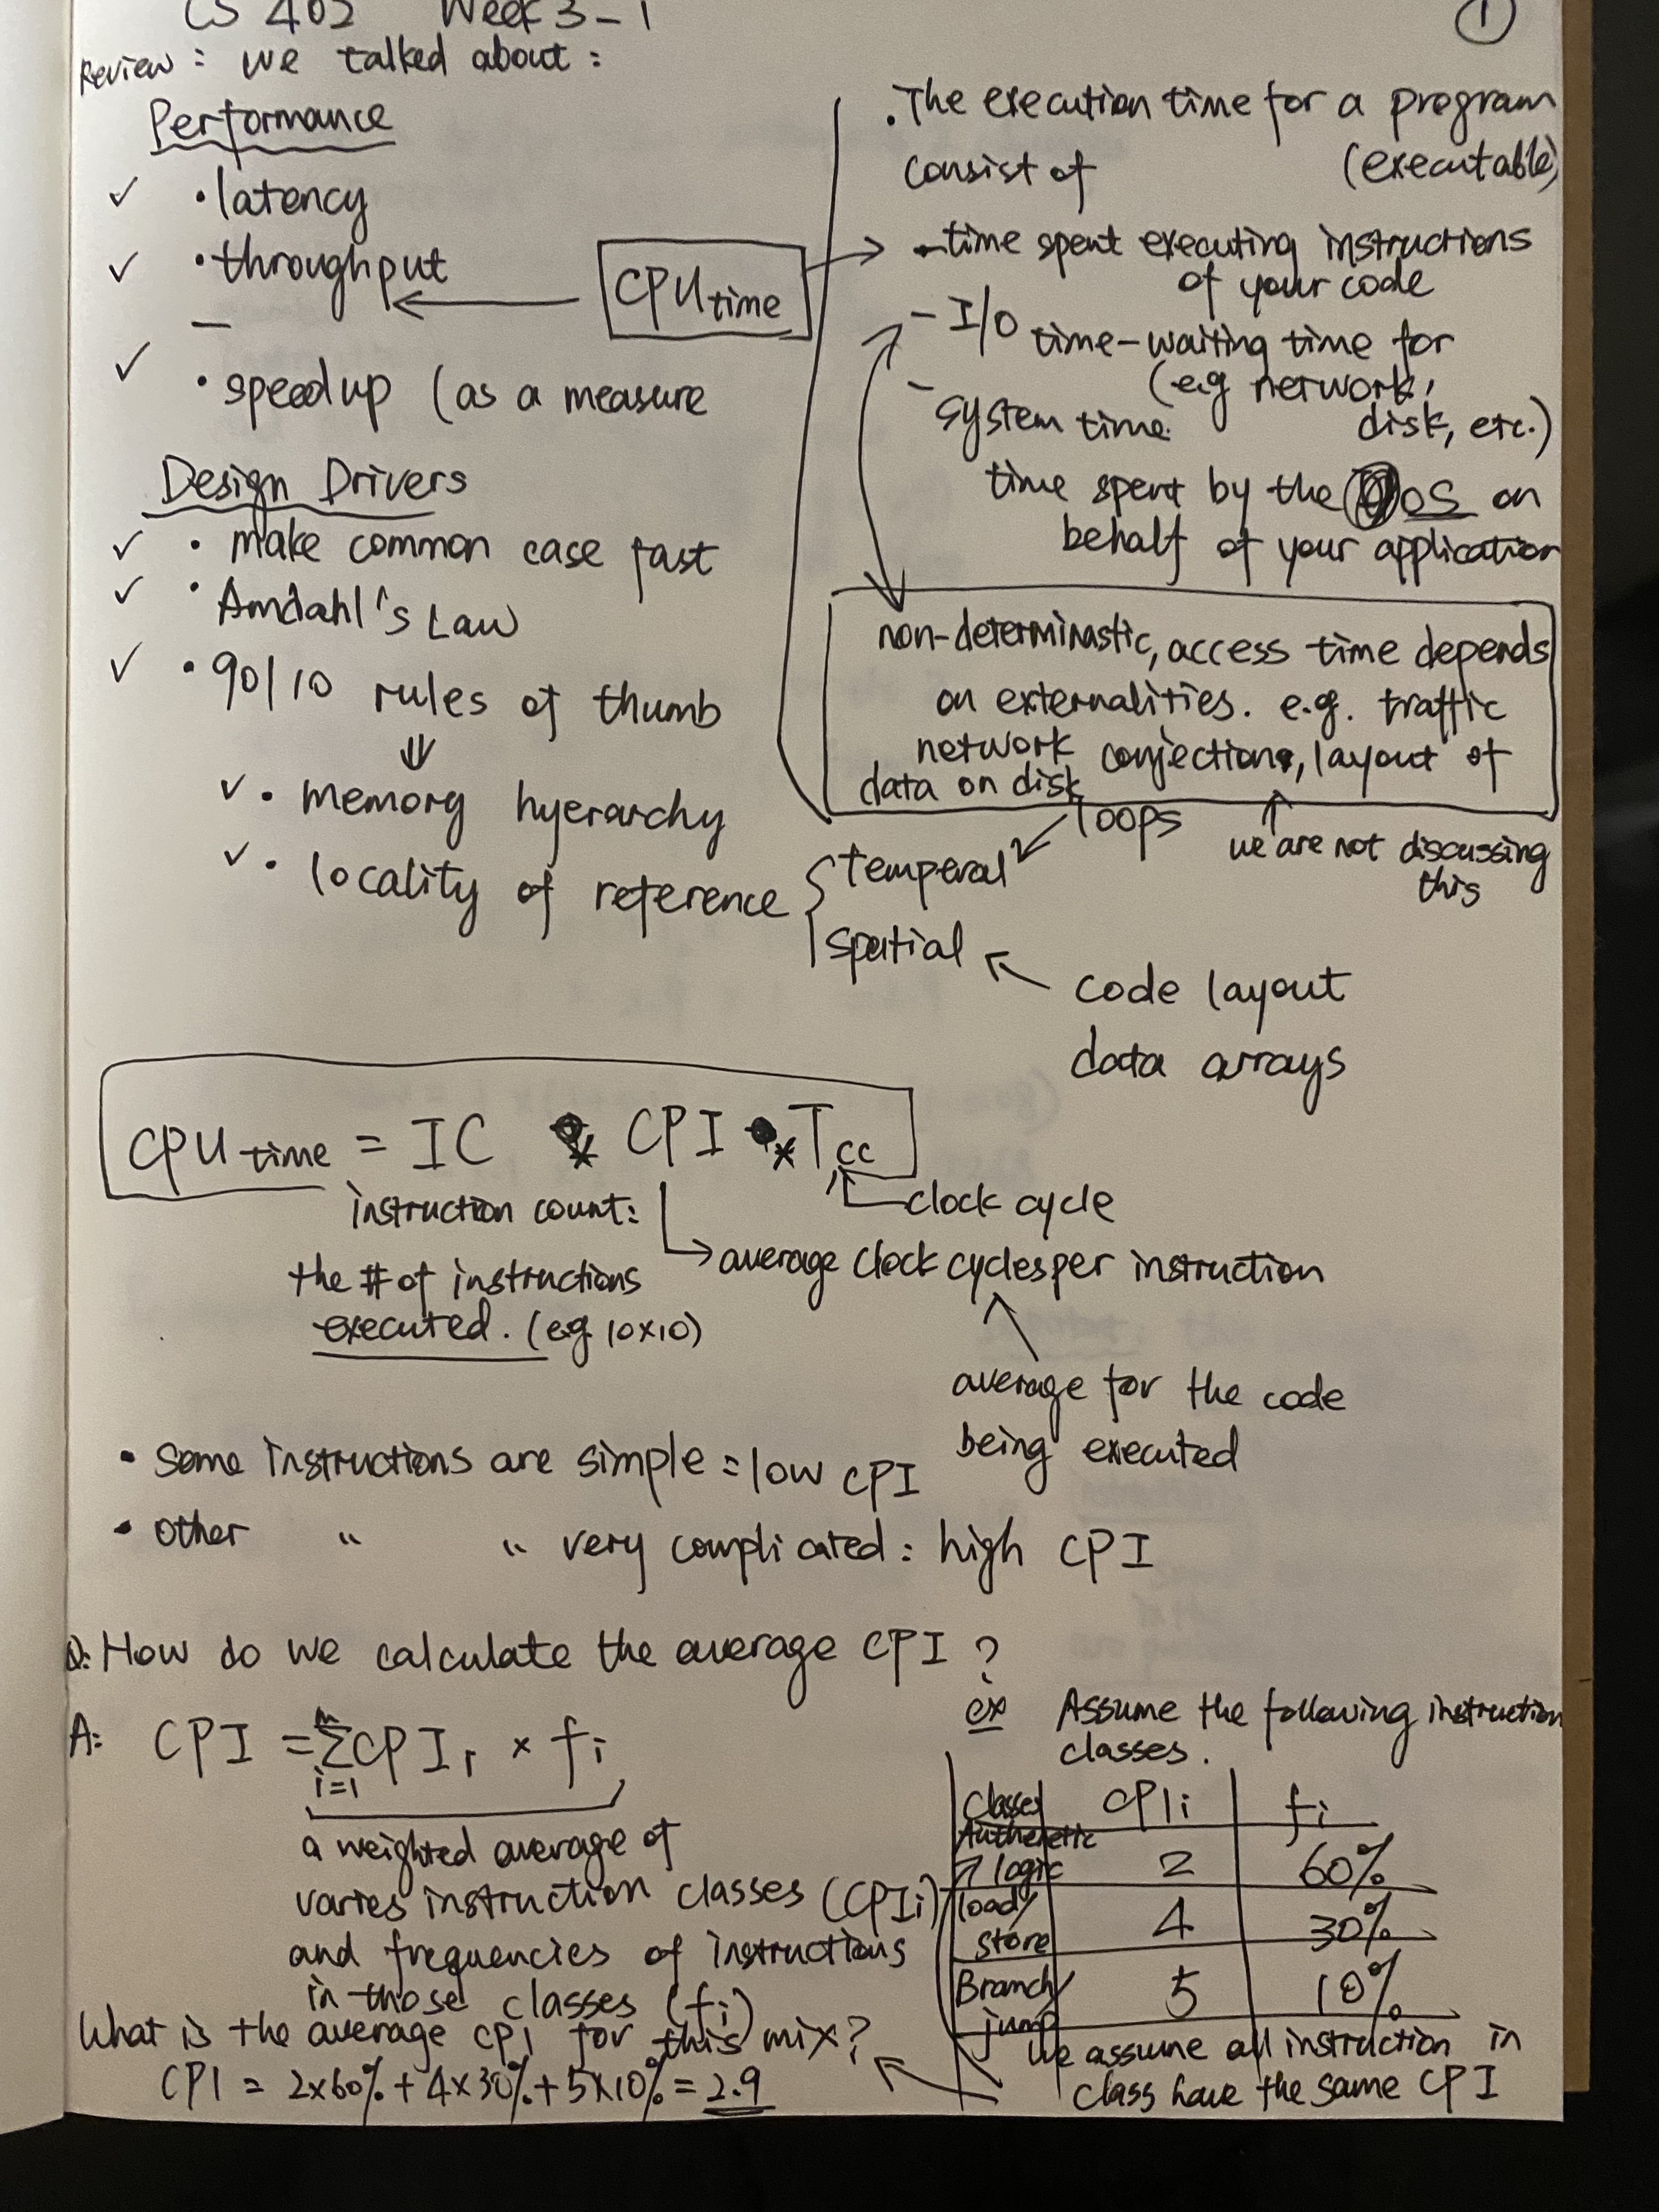 CS 402 Week 3-1
①
Review: we talked about:
Performance
✓ • latency
✓ • throughput
CPU time
✓ • speed up (as a measure
Design Drivers
✓ • make common case fast
✓ • Amdahl's Law
✓ • 90/10 rules of thumb
⇓
✓ • memory hyerarchy
✓ • locality of reference
temperal
spatial
loops
code layout
data arrays
• The execution time for a program
consist of (executable)
- time spent executing instructions
of your code
- I/O time-waiting time for
(e.g network,
disk, etc.)
- system time
time spent by the OS on
behalf of your application
non-deterministic, access time depends
on externalities. e.g. traffic
network conjections, layout of
data on disk
we are not discussing
this
CPU time = IC × CPI × Tcc
instruction count:
the # of instructions
executed. (e.g 10×10)
clock cycle
average clock cycles per instruction
average for the code
being executed
• Some instructions are simple = low CPI
• Other " " very complicated: high CPI
Q: How do we calculate the average CPI ?
A: CPI = n Σ i=1 CPIi × fi
a weighted average of
varies instruction classes (CPIi)
and frequencies of instructions
in those classes (fi)
ex Assume the following instruction
classes.
Classes CPIi fi
logic 2 60%
load/
store 4 30%
Branch/
jump 5 10%
We assume all instruction in
class have the same CPI
What is the average CPI for this mix?
CPI = 2×60% + 4×30% + 5×10% = 2.9